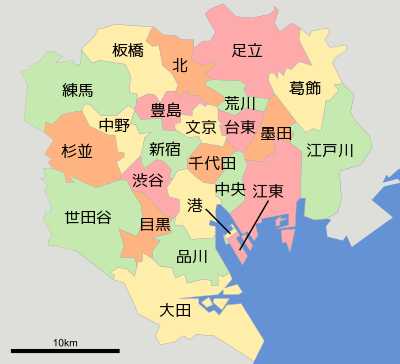 足立
板橋
北
練馬
葛飾
豊島
荒川
中野
文京
台東
墨田
杉並
新宿
江戸川
千代田
渋谷
中央
江東
港
世田谷
目黒
品川
大田
10km